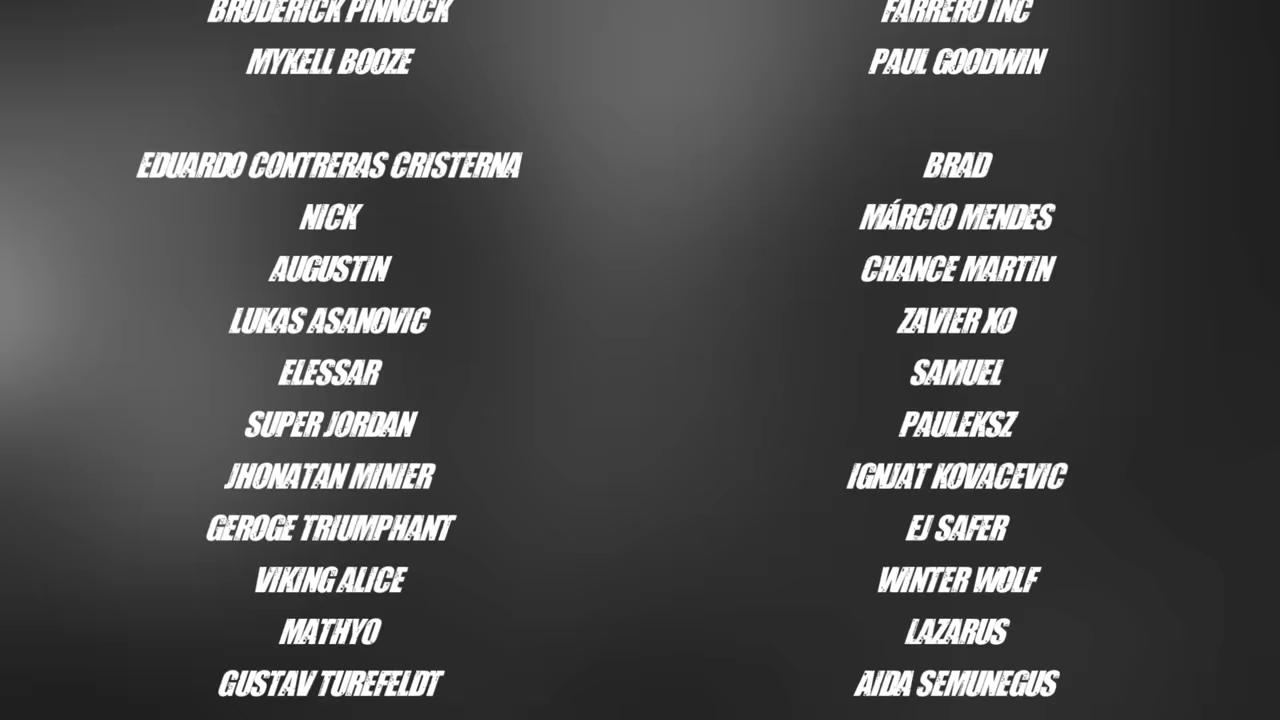 BRODERICK PINNOCK
FARRERO INC
MYKELL BOOZE
PAUL GOODWIN
EDUARDO CONTRERAS CRISTERNA
BRAD
NICK
MÁRCIO MENDES
AUGUSTIN
CHANCE MARTIN
LUKAS ASANOVIC
ZAVIER XO
ELESSAR
SAMUEL
SUPER JORDAN
PAULEKSZ
JHONATAN MINIER
IGNJAT KOVACEVIC
GEROGE TRIUMPHANT
EJ SAFER
VIKING ALICE
WINTER WOLF
MATHYO
LAZARUS
GUSTAV TUREFELDT
AIDA SEMUNEGUS